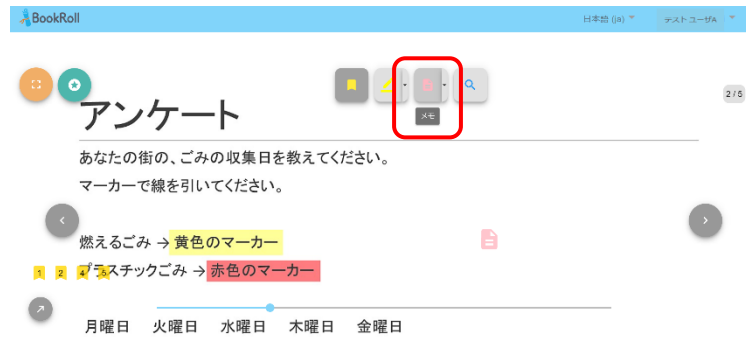 BookRoll
日本語 (ja)
テストユーザA
メモ
2 / 5
アンケート
あなたの街の、ごみの収集日を教えてください。
マーカーで線を引いてください。
燃えるごみ → 黄色のマーカー
プラスチックごみ → 赤色のマーカー
1 2 4 5
月曜日 火曜日 水曜日 木曜日 金曜日